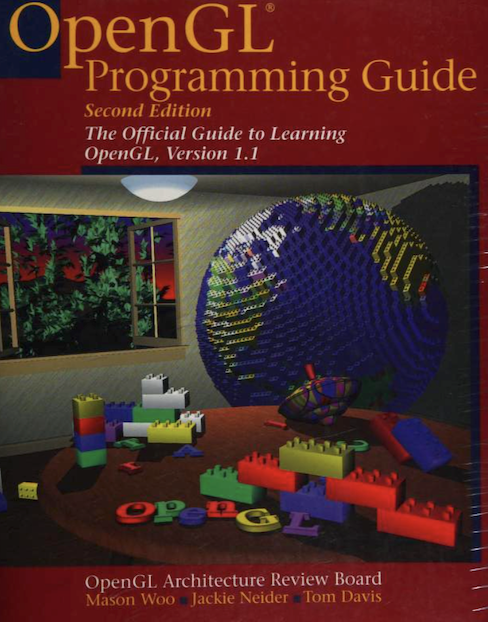 OpenGL®
Programming Guide
Second Edition
The Official Guide to Learning
OpenGL, Version 1.1
OPENGL
OpenGL Architecture Review Board
Mason Woo ■ Jackie Neider ■ Tom Davis